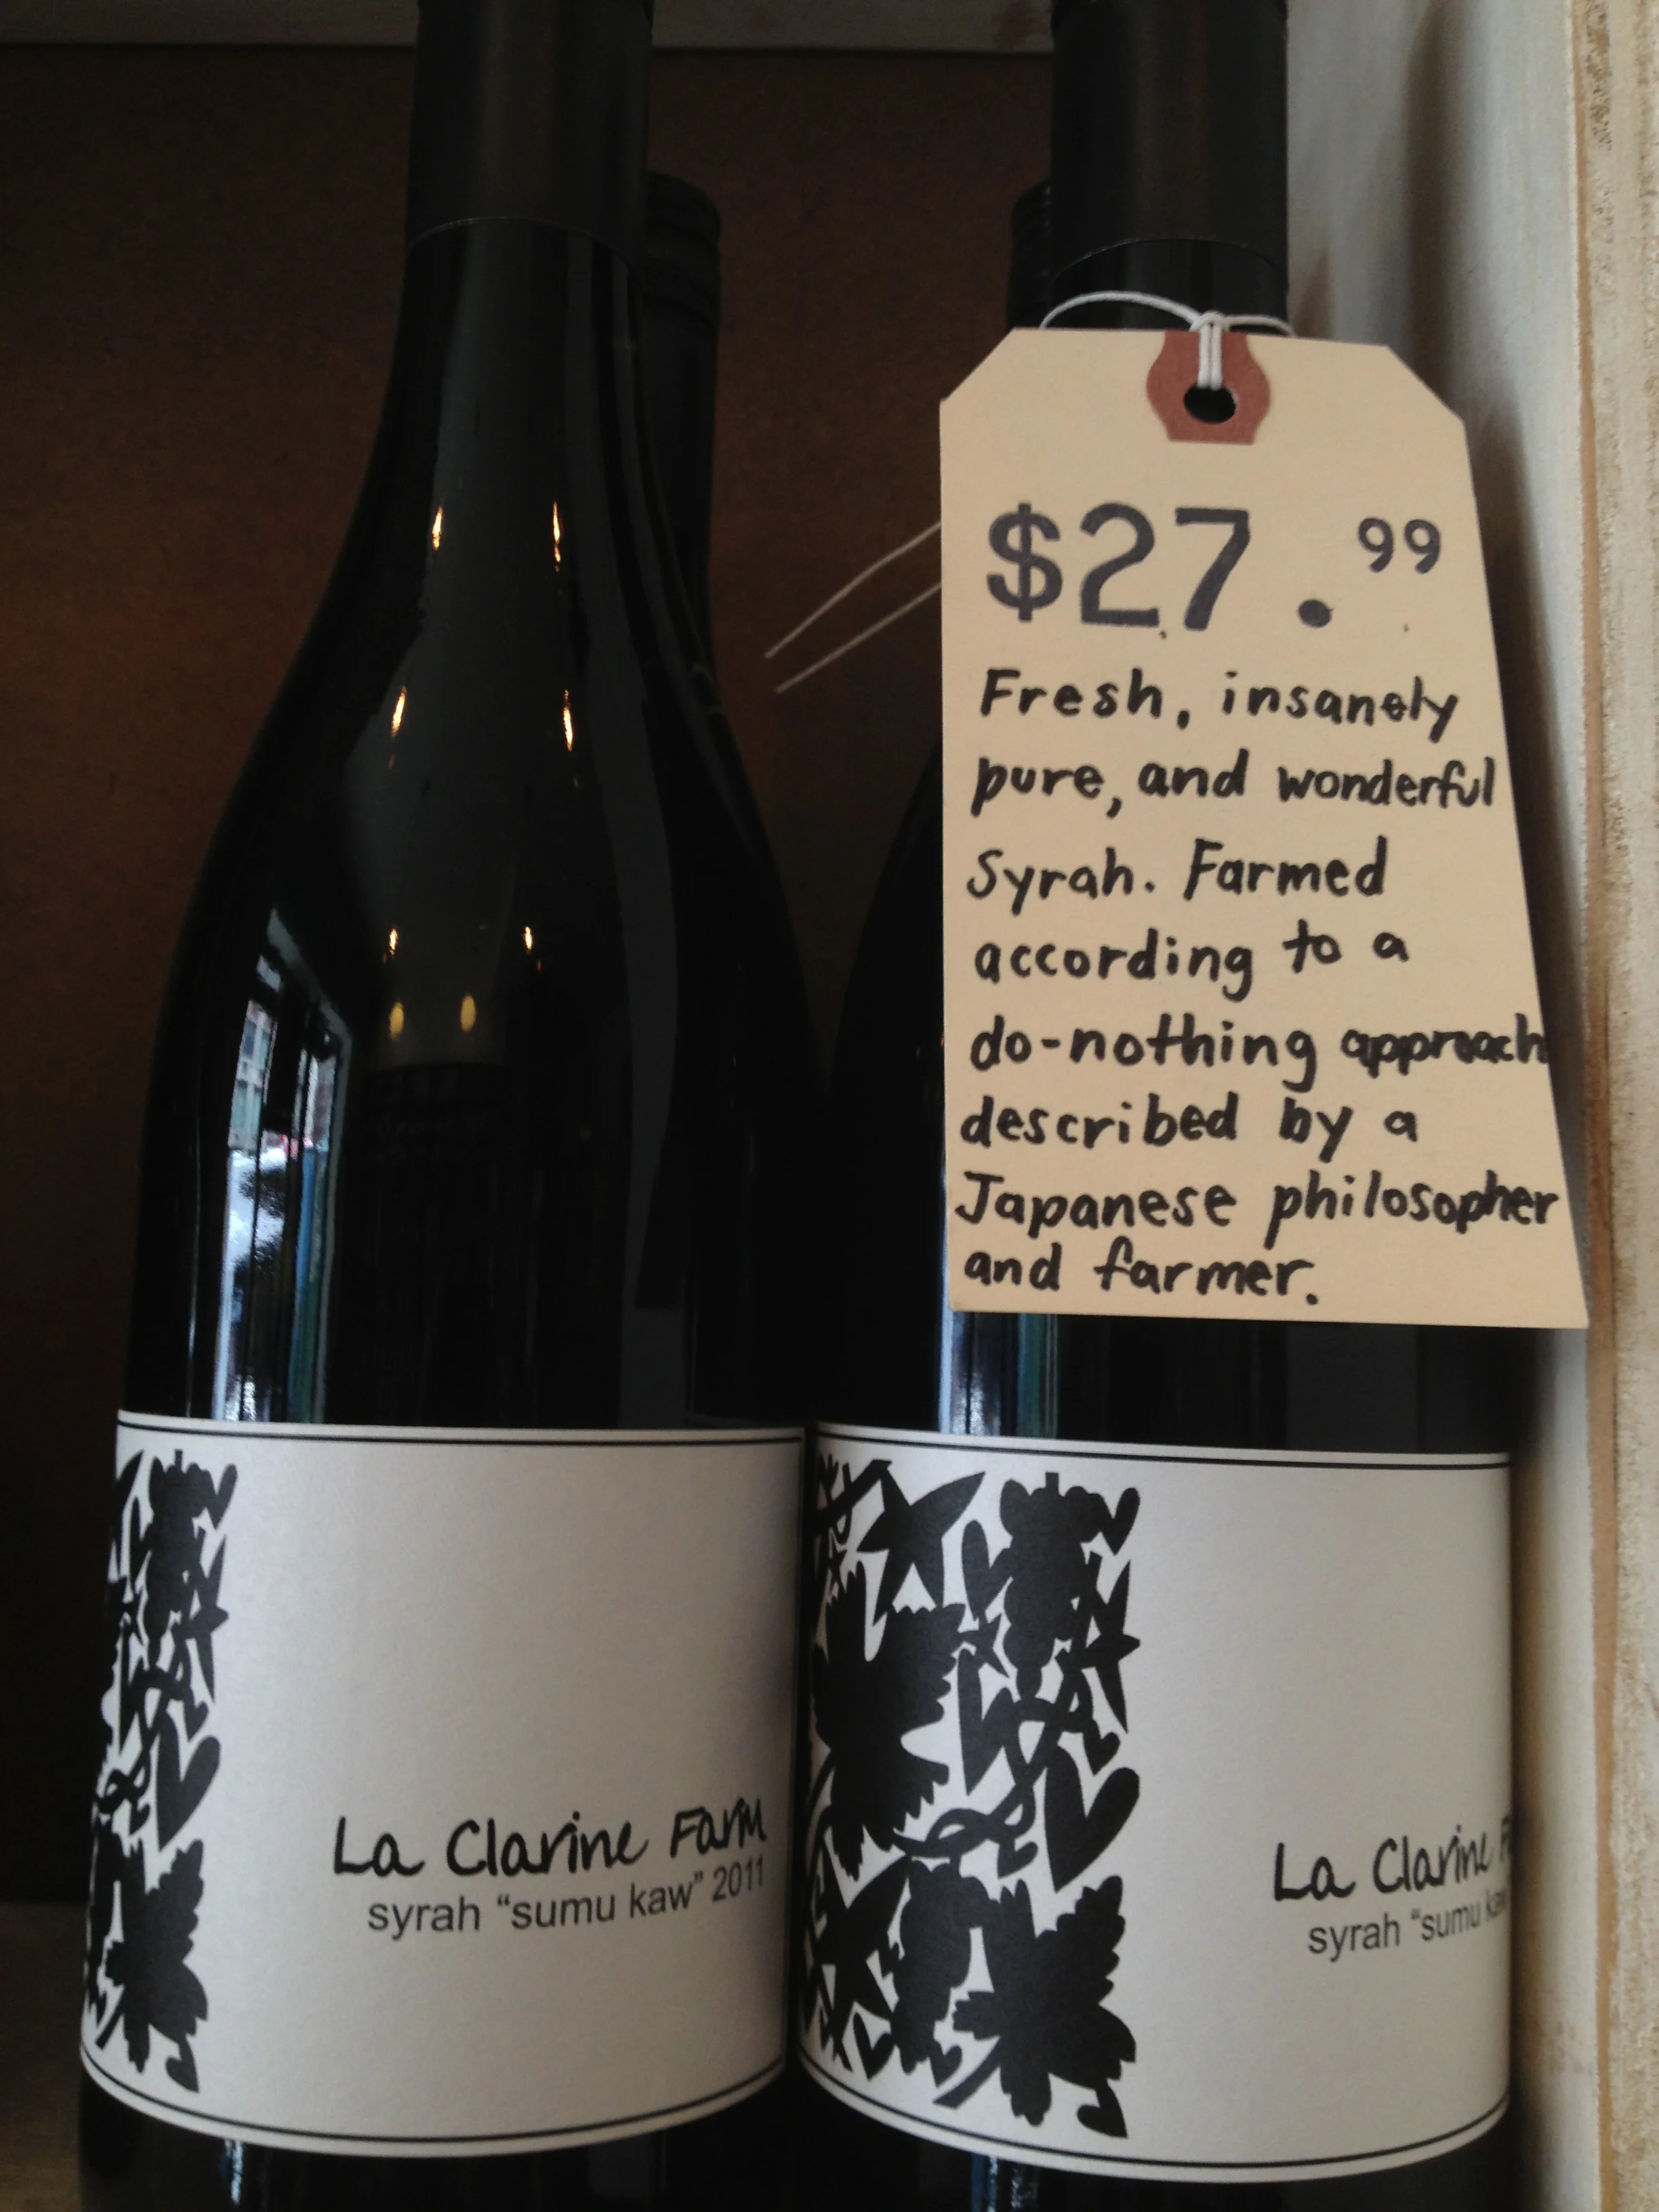 $27.99
Fresh, insanely
pure, and wonderful
Syrah. Farmed
according to a
do-nothing approach
described by a
Japanese philosopher
and farmer.
La Clarine Farm
syrah “sumu kaw” 2011
La Clarine F
syrah “sumu kaw